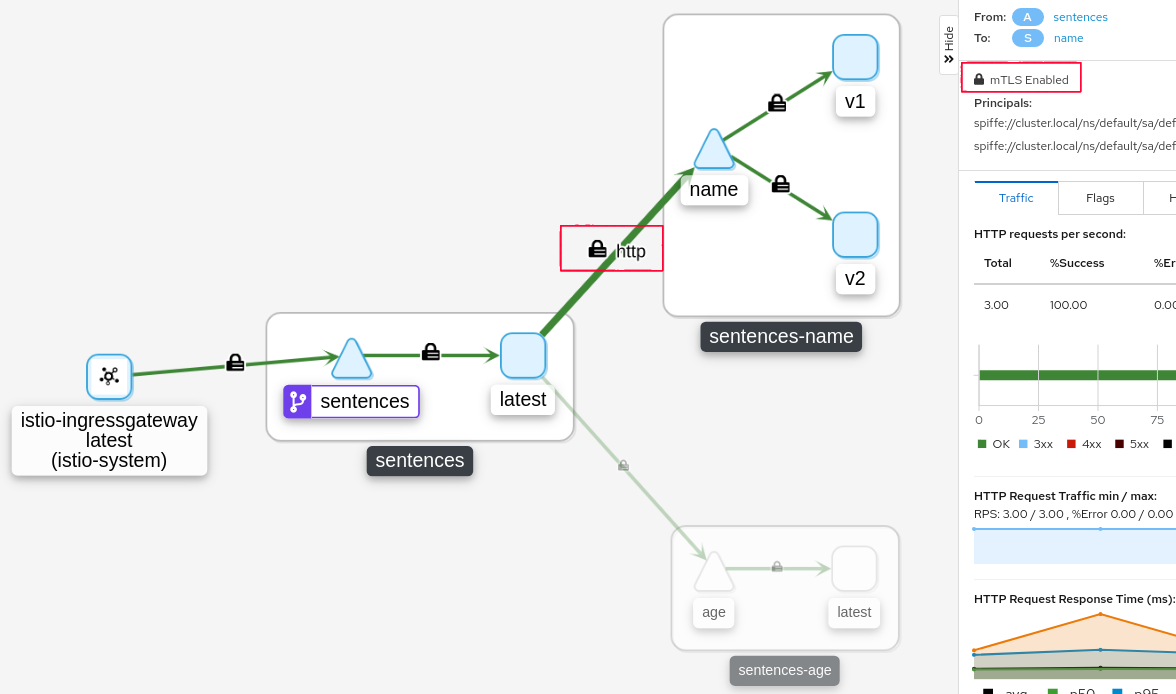 v1
name
v2
http
sentences-name
istio-ingressgateway
latest
(istio-system)
sentences
latest
sentences
age
latest
sentences-age
Hide
From: A sentences
To: S name
mTLS Enabled
Principals:
spiffe://cluster.local/ns/default/sa/def
spiffe://cluster.local/ns/default/sa/def
Traffic Flags H
HTTP requests per second:
Total %Success %Er
3.00 100.00 0.00
0 25 50 75
OK 3xx 4xx 5xx
HTTP Request Traffic min / max:
RPS: 3.00 / 3.00 , %Error 0.00 / 0.00
HTTP Request Response Time (ms):
avg p50 p95